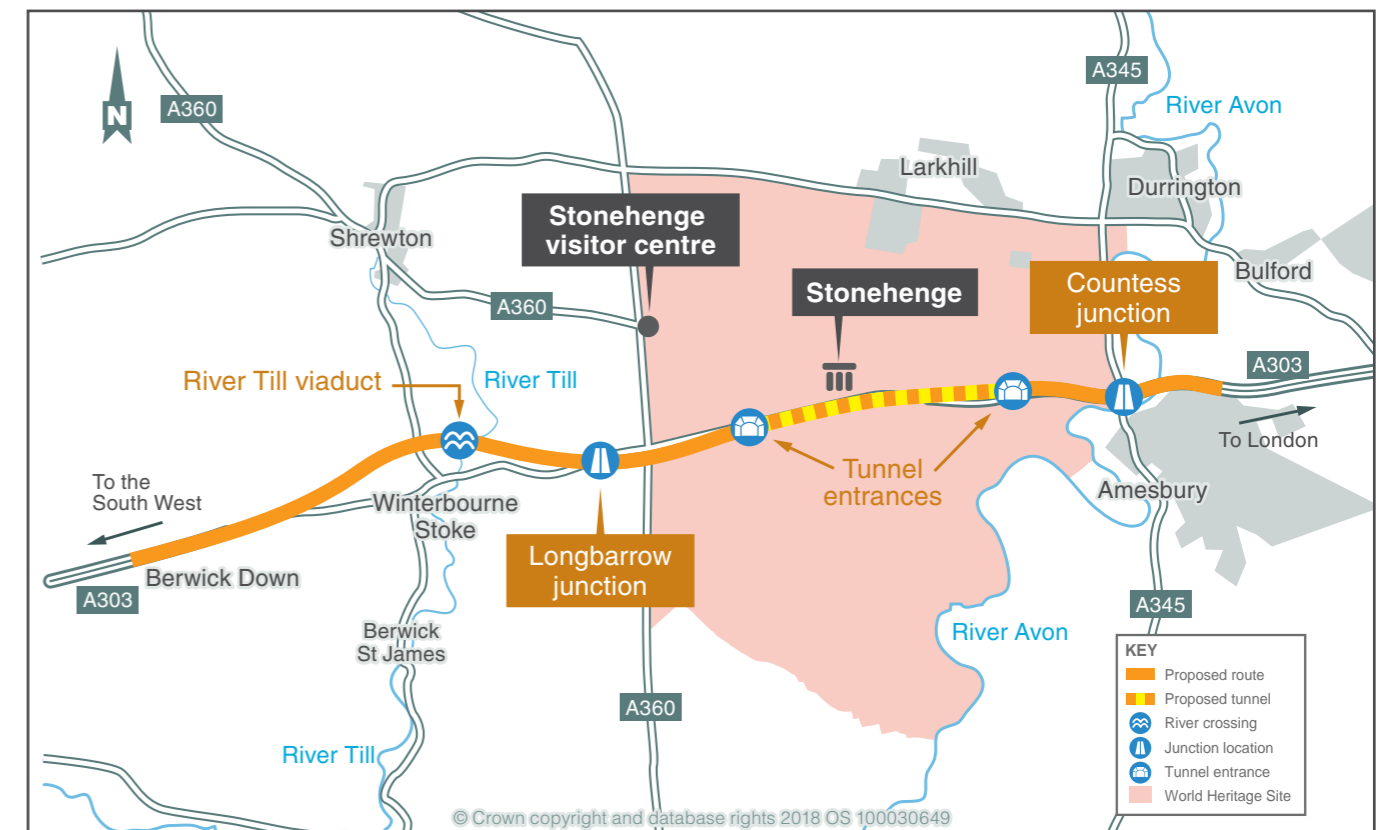 A345
River Avon
N
A360
Larkhill
Durrington
Stonehenge
visitor centre
Shrewton
Bulford
Countess
junction
Stonehenge
A360
A303
River Till viaduct
River Till
To London
Tunnel
entrances
To the
South West
Winterbourne
Stoke
Amesbury
Longbarrow
junction
Berwick Down
A303
A345
Berwick
St James
River Avon
A360
River Till
KEY
Proposed route
Proposed tunnel
River crossing
Junction location
Tunnel entrance
World Heritage Site
© Crown copyright and database rights 2018 OS 100030649